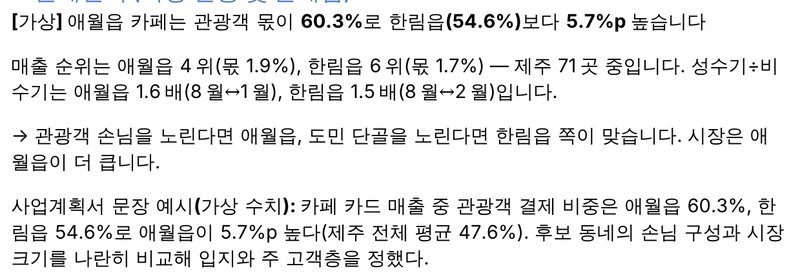 [가상] 애월읍 카페는 관광객 몫이 60.3%로 한림읍(54.6%)보다 5.7%p 높습니다
매출 순위는 애월읍 4위(몫 1.9%), 한림읍 6위(몫 1.7%) — 제주 71곳 중입니다. 성수기÷비
수기는 애월읍 1.6배(8월↔1월), 한림읍 1.5배(8월↔2월)입니다.
→ 관광객 손님을 노린다면 애월읍, 도민 단골을 노린다면 한림읍 쪽이 맞습니다. 시장은 애
월읍이 더 큽니다.
사업계획서 문장 예시(가상 수치): 카페 카드 매출 중 관광객 결제 비중은 애월읍 60.3%, 한
림읍 54.6%로 애월읍이 5.7%p 높다(제주 전체 평균 47.6%). 후보 동네의 손님 구성과 시장
크기를 나란히 비교해 입지와 주 고객층을 정했다.